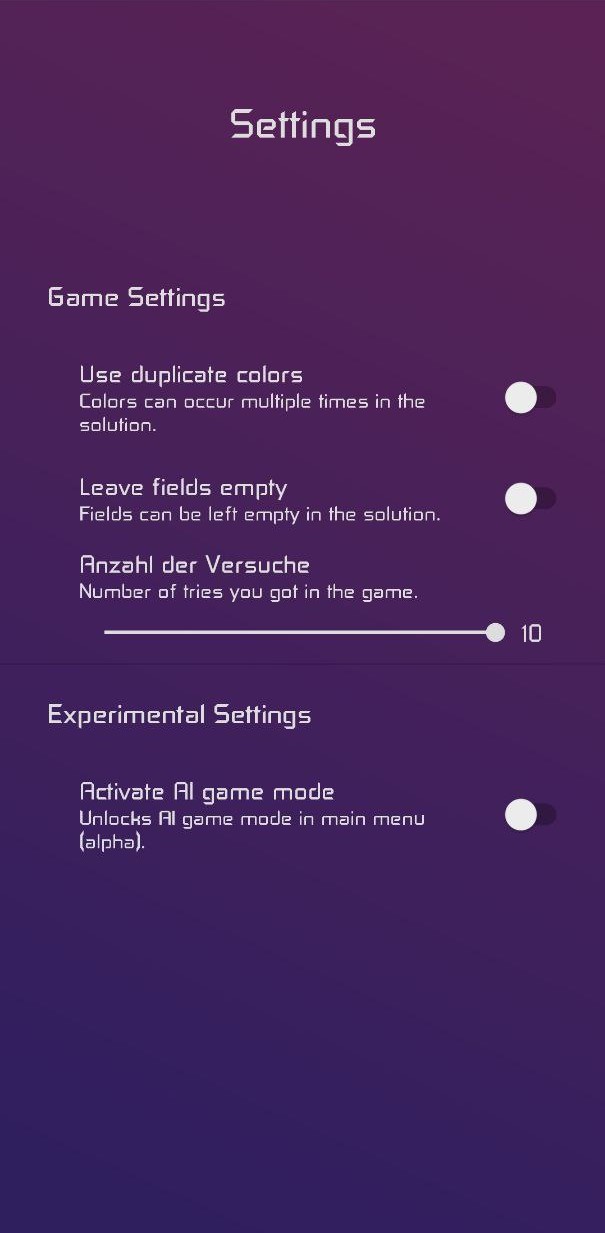 Settings
Game Settings
Use duplicate colors
Colors can occur multiple times in the
solution.
Leave fields empty
Fields can be left empty in the solution.
Anzahl der Versuche
Number of tries you got in the game.
10
Experimental Settings
Activate AI game mode
Unlocks AI game mode in main menu
(alpha).